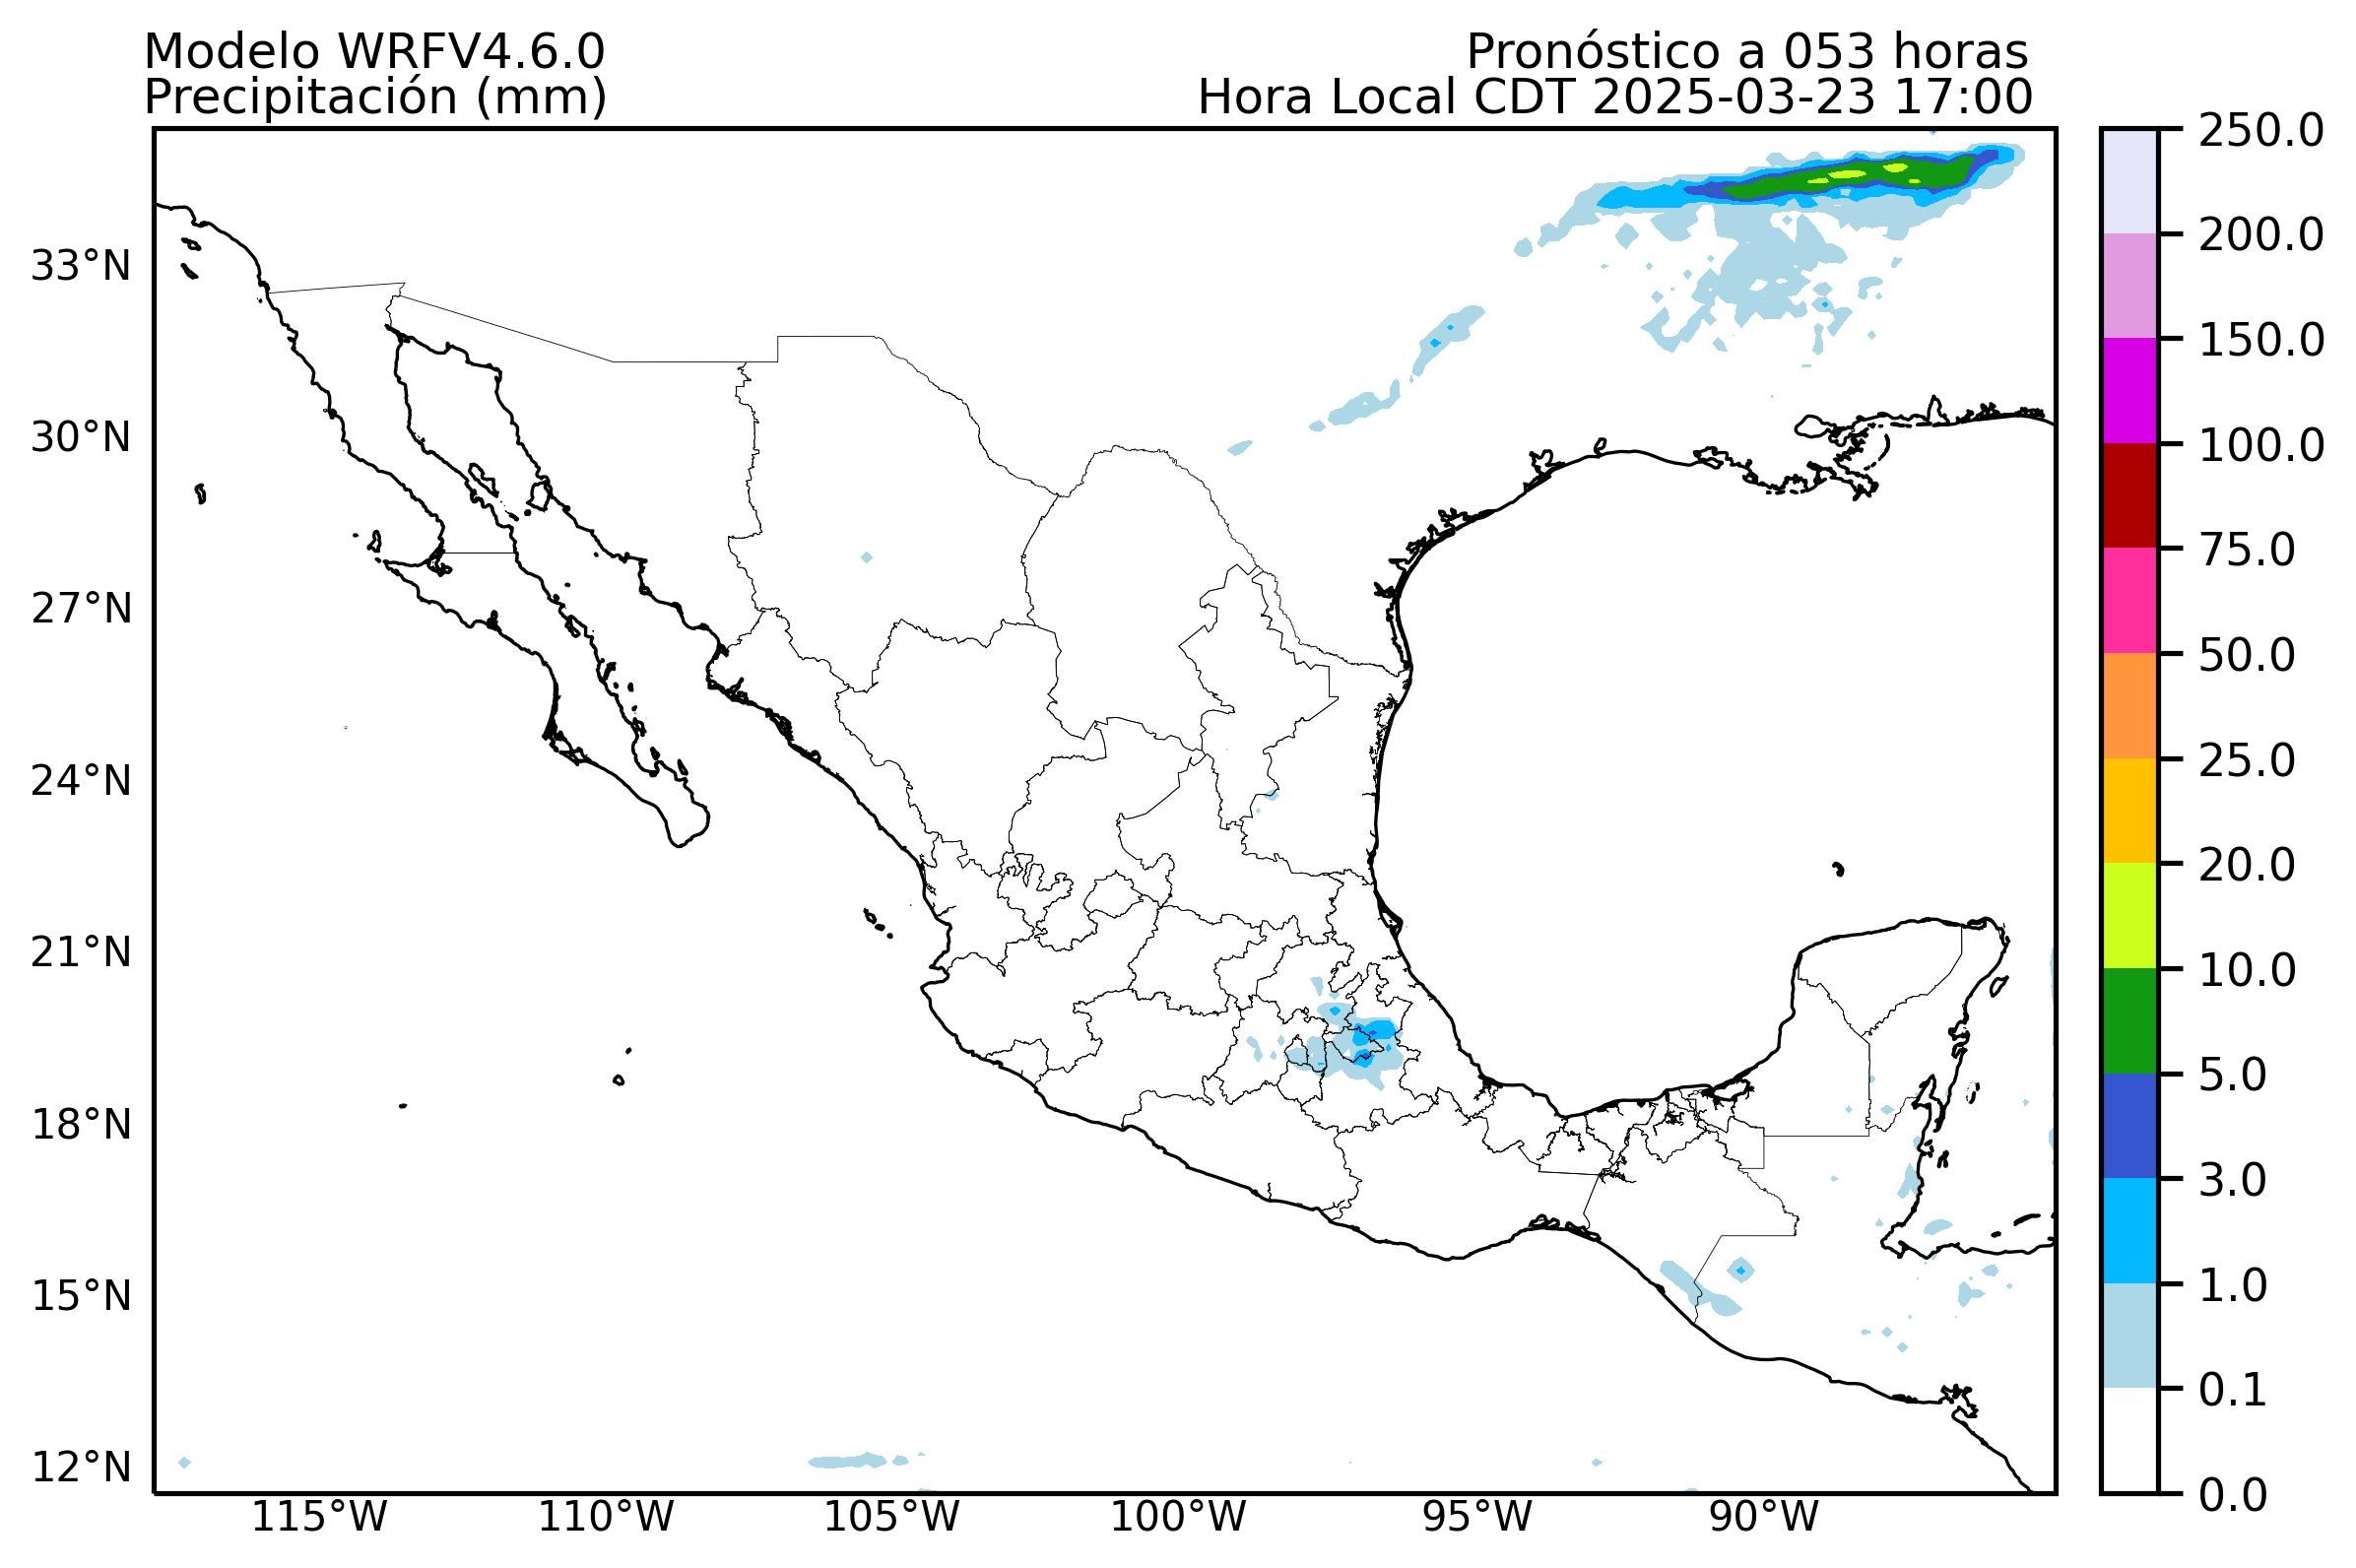 Modelo WRFV4.6.0
Pronóstico a 053 horas
Precipitación (mm)
Hora Local CDT 2025-03-23 17:00
33°N
30°N
27°N
24°N
21°N
18°N
15°N
12°N
115°W
110°W
105°W
100°W
95°W
90°W
250.0
200.0
150.0
100.0
75.0
50.0
25.0
20.0
10.0
5.0
3.0
1.0
0.1
0.0